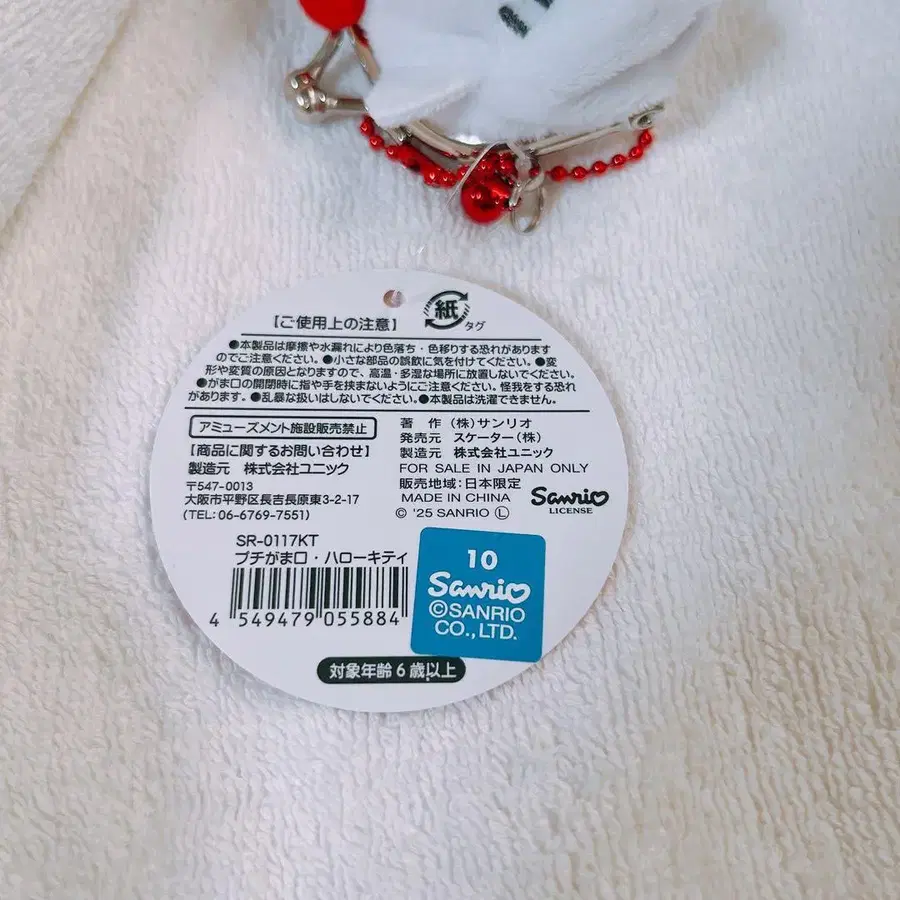 【ご使用上の注意】
紙
タグ
●本製品は摩擦や水漏れにより色落ち・色移りする恐れがあります
のでご注意ください。●小さな部品の誤飲に気を付けてください。●変
形や変質の原因となりますので、高温・多湿な場所に放置しないでください。
●がま口の開閉時に指や手を挟まないようにご注意ください。怪我をする恐れ
があります。●乱暴な扱いはしないでください。●本製品は洗濯できません。
アミューズメント施設販売禁止
【商品に関するお問い合わせ】
製造元 株式会社ユニック
〒547-0013
大阪市平野区長吉長原東3-2-17
(TEL: 06-6769-7551)
著 作 (株)サンリオ
発売元 スケーター(株)
製造元 株式会社ユニック
FOR SALE IN JAPAN ONLY
販売地域:日本限定
MADE IN CHINA
© '25 SANRIO Ⓛ
Sanrio
LICENSE
SR-0117KT
プチがま口・ハローキティ
4 549479 055884
10
Sanrio
©SANRIO
CO.,LTD.
対象年齢6歳以上